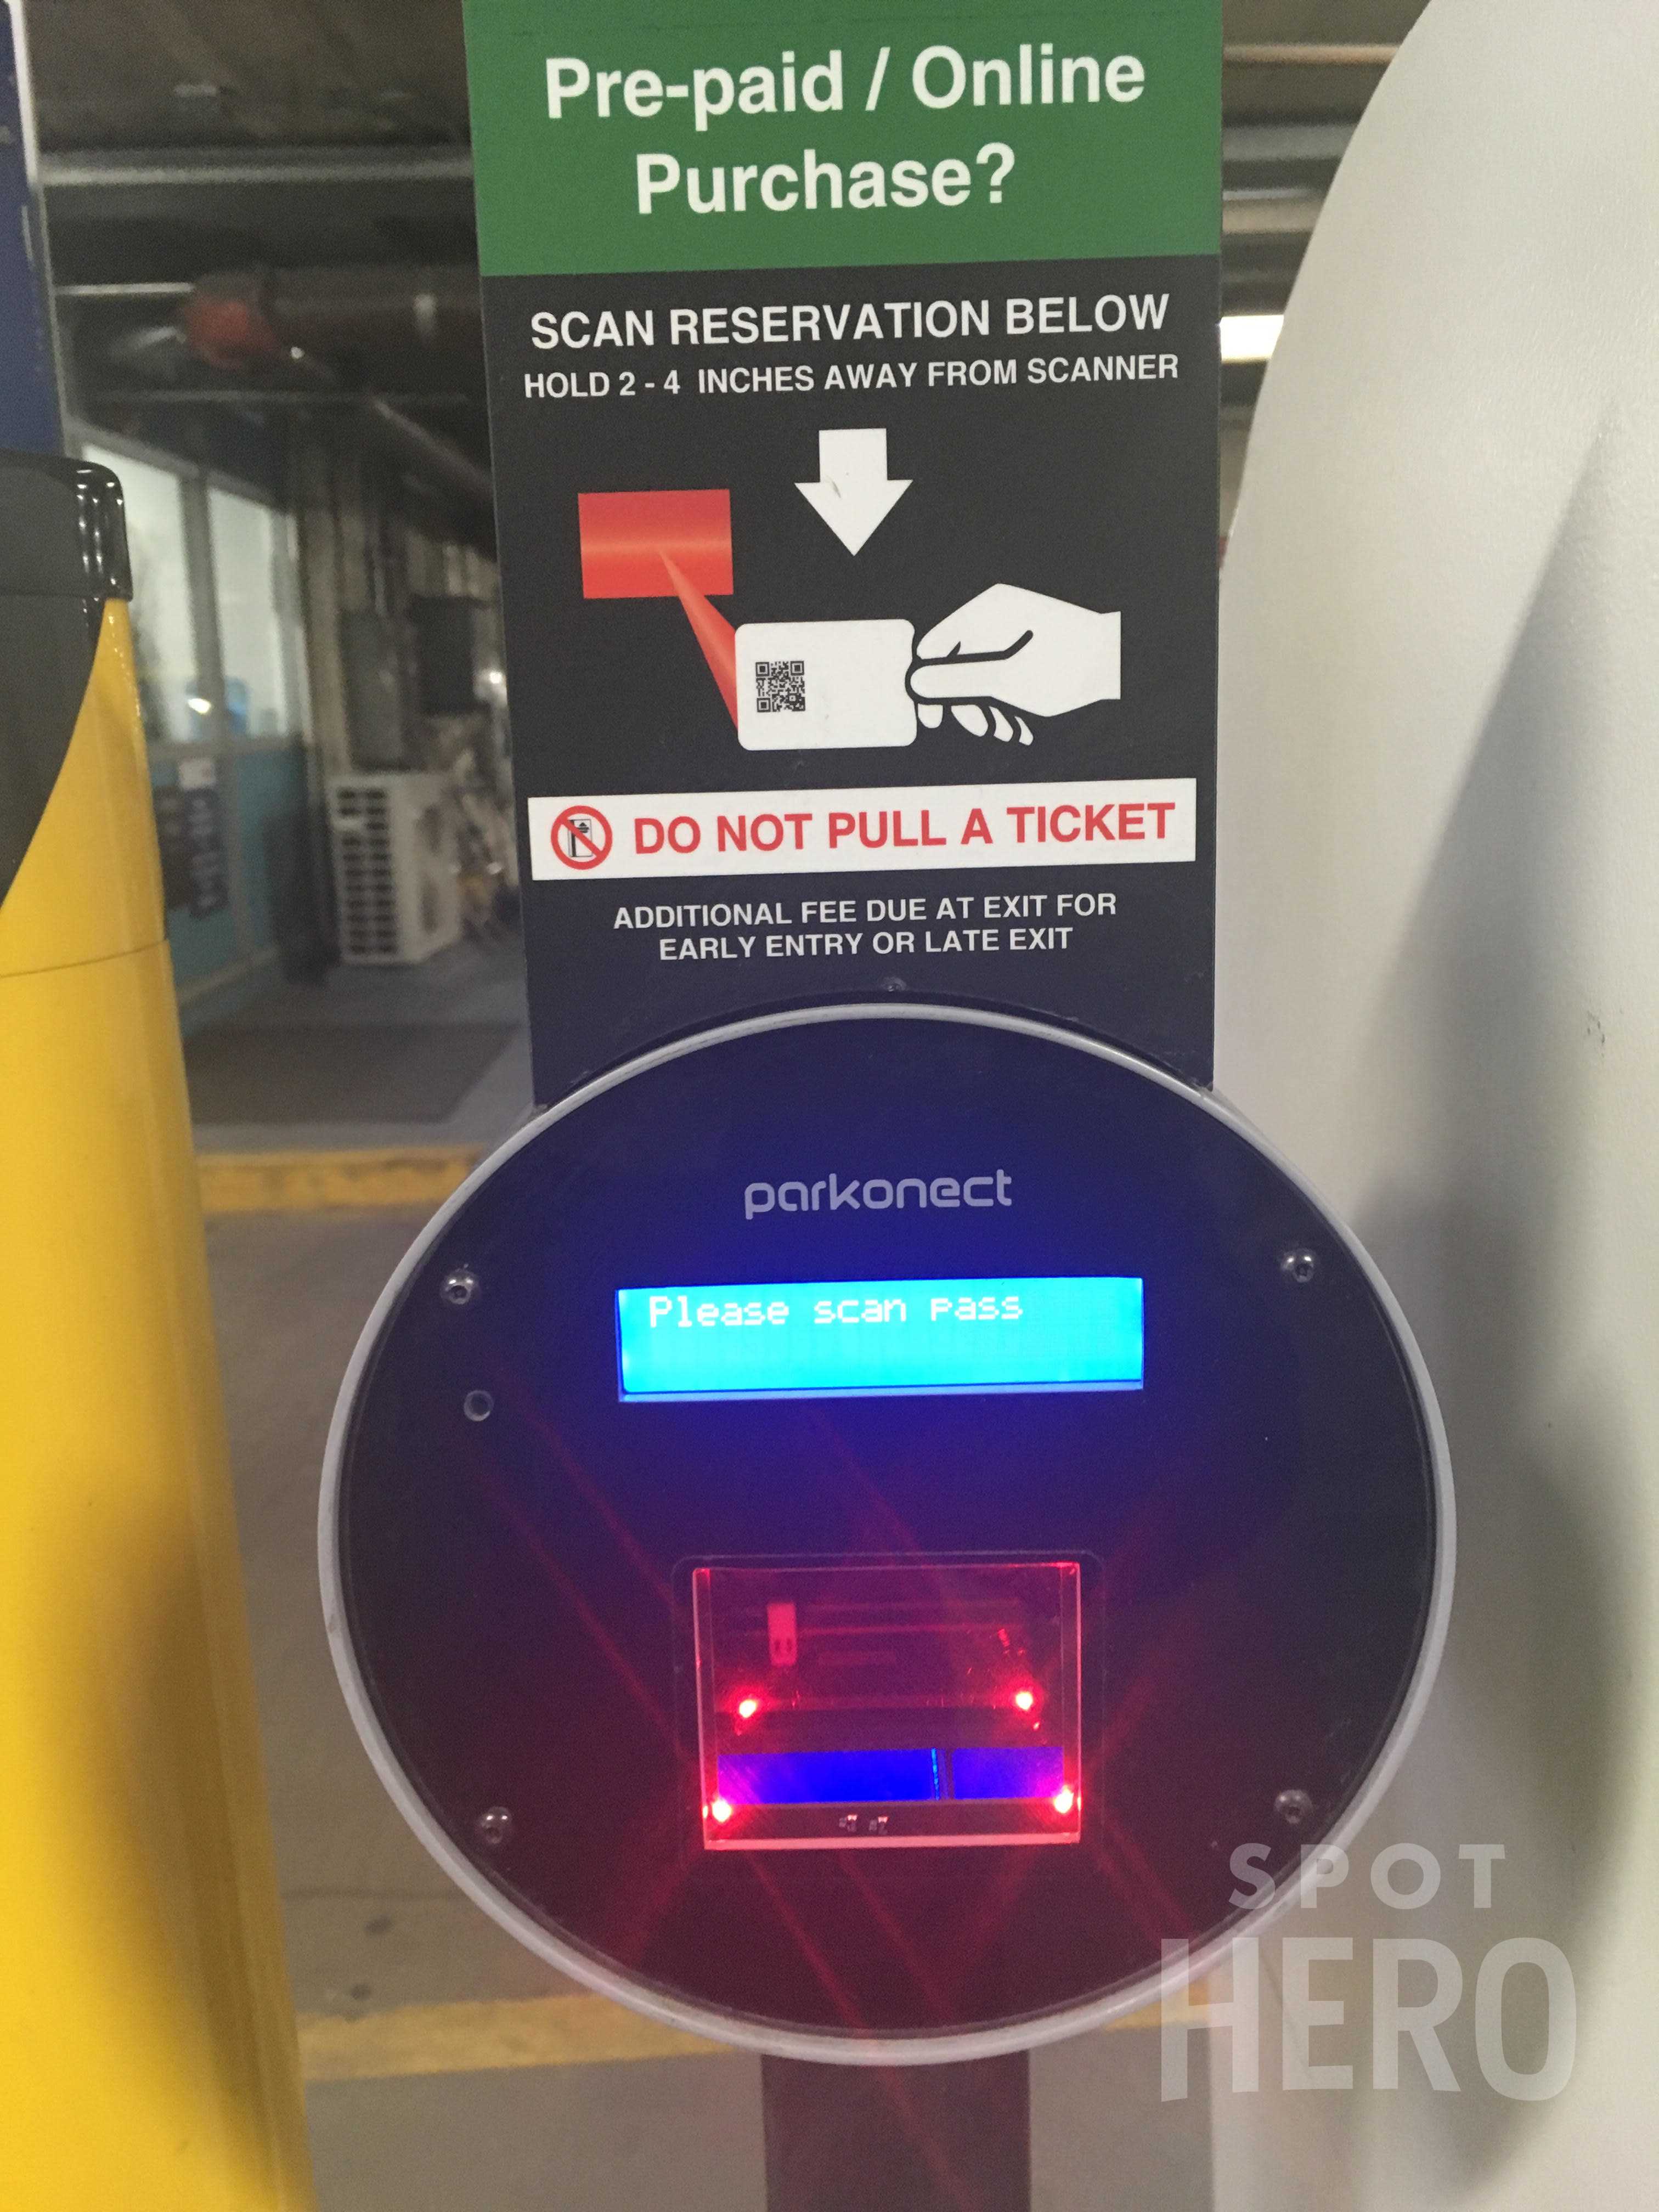 Pre-paid / Online
Purchase?
SCAN RESERVATION BELOW
HOLD 2 - 4 INCHES AWAY FROM SCANNER
DO NOT PULL A TICKET
ADDITIONAL FEE DUE AT EXIT FOR
EARLY ENTRY OR LATE EXIT
parkonect
Please scan pass
SPOT
HERO